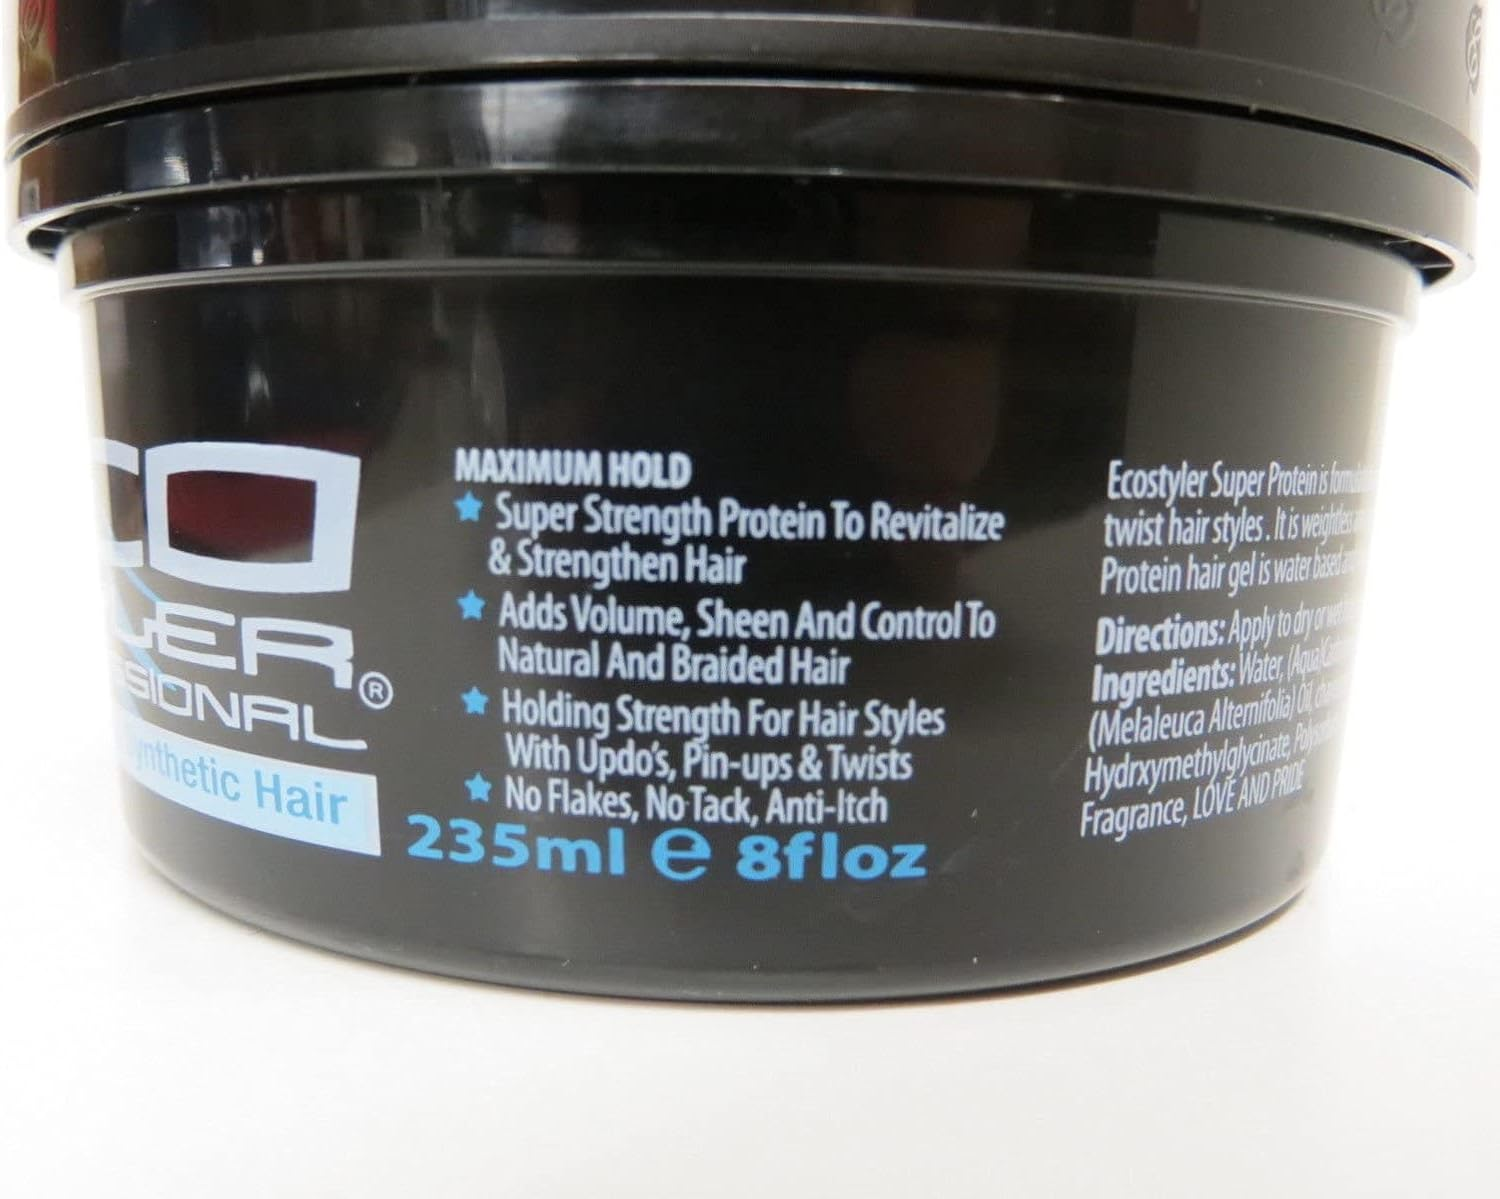 CO
LER®
SSIONAL
ynthetic Hair
MAXIMUM HOLD
Super Strength Protein To Revitalize
& Strengthen Hair
Adds Volume, Sheen And Control To
Natural And Braided Hair
Holding Strength For Hair Styles
With Updo's, Pin-ups & Twists
No Flakes, No Tack, Anti-Itch
235ml e 8floz
Ecostyler Super Protein is
twist hair styles. It is weightless
Protein hair gel is water based
Directions: Apply to dry or wet
Ingredients: Water, (Aqua)
(Melaleuca Alternifolia) Oil,
Hydrxymethylglycinate,
Fragrance, LOVE AND PRIDE